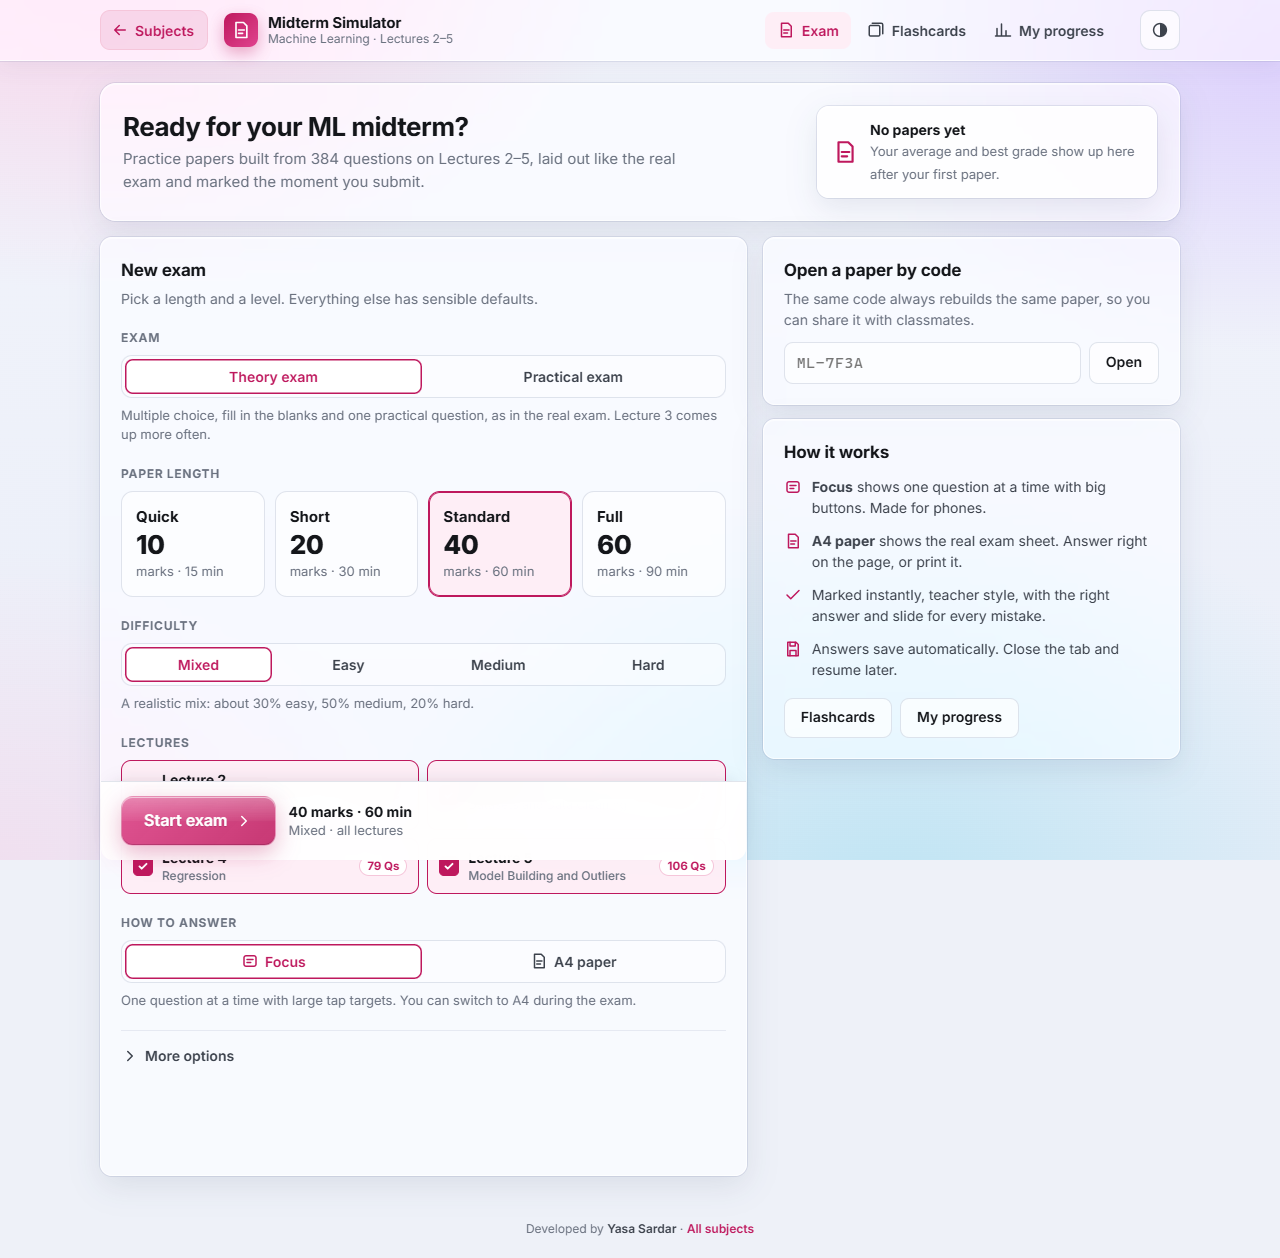 Subjects
Midterm Simulator
Machine Learning · Lectures 2–5
Exam
Flashcards
My progress
Ready for your ML midterm?
Practice papers built from 384 questions on Lectures 2–5, laid out like the real
exam and marked the moment you submit.
No papers yet
Your average and best grade show up here
after your first paper.
New exam
Pick a length and a level. Everything else has sensible defaults.
EXAM
Theory exam
Practical exam
Multiple choice, fill in the blanks and one practical question, as in the real exam. Lecture 3 comes
up more often.
PAPER LENGTH
Quick
10
marks · 15 min
Short
20
marks · 30 min
Standard
40
marks · 60 min
Full
60
marks · 90 min
DIFFICULTY
Mixed
Easy
Medium
Hard
A realistic mix: about 30% easy, 50% medium, 20% hard.
LECTURES
Lecture 2
Start exam
40 marks · 60 min
Mixed · all lectures
Lecture 4
Regression
79 Qs
Lecture 5
Model Building and Outliers
106 Qs
HOW TO ANSWER
Focus
A4 paper
One question at a time with large tap targets. You can switch to A4 during the exam.
More options
Open a paper by code
The same code always rebuilds the same paper, so you
can share it with classmates.
ML-7F3A
Open
How it works
Focus shows one question at a time with big
buttons. Made for phones.
A4 paper shows the real exam sheet. Answer right
on the page, or print it.
Marked instantly, teacher style, with the right
answer and slide for every mistake.
Answers save automatically. Close the tab and
resume later.
Flashcards
My progress
Developed by Yasa Sardar · All subjects